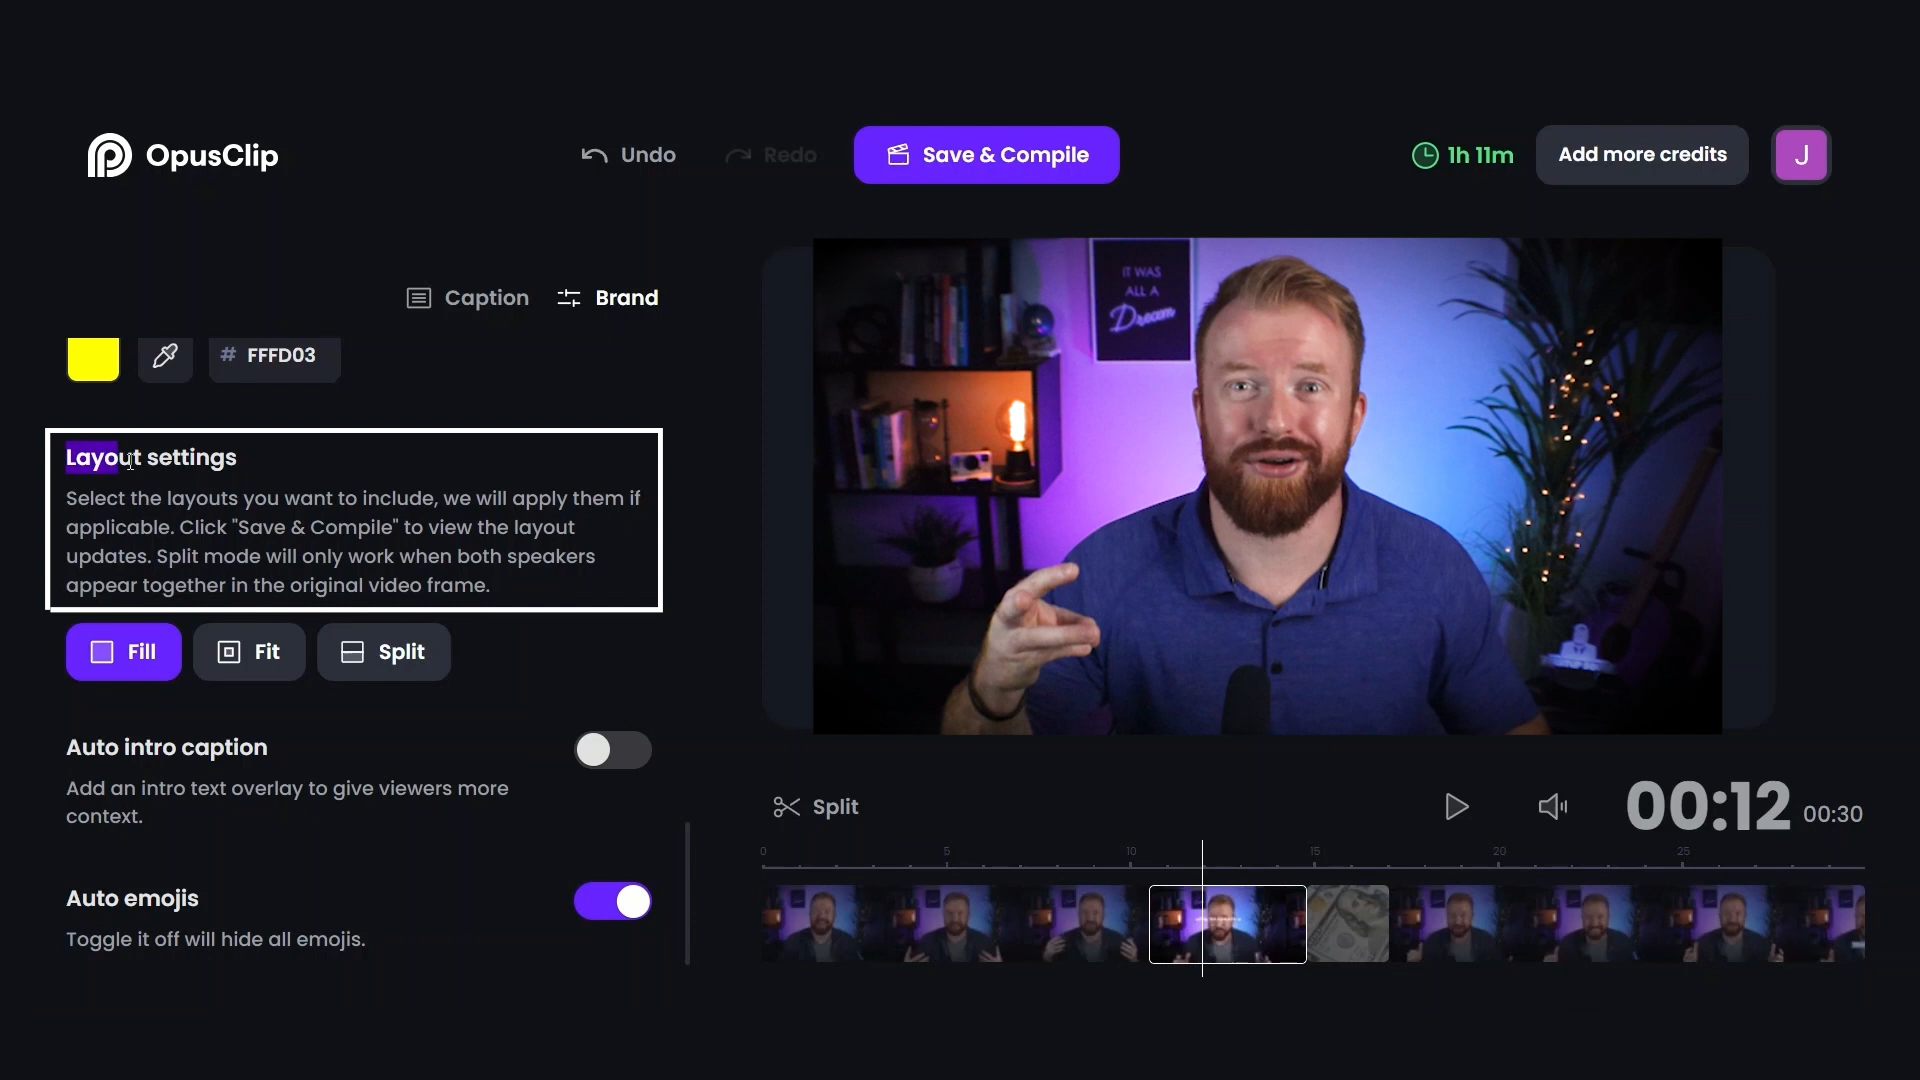 OpusClip
Undo
Redo
Save & Compile
1h 11m
Add more credits
J
Caption
Brand
# FFFD03
Layout settings
Select the layouts you want to include, we will apply them if
applicable. Click "Save & Compile" to view the layout
updates. Split mode will only work when both speakers
appear together in the original video frame.
Fill
Fit
Split
Auto intro caption
Add an intro text overlay to give viewers more
context.
Auto emojis
Toggle it off will hide all emojis.
IT WAS
ALL A
Dream
Split
00:12 00:30
0 5 10 15 20 25